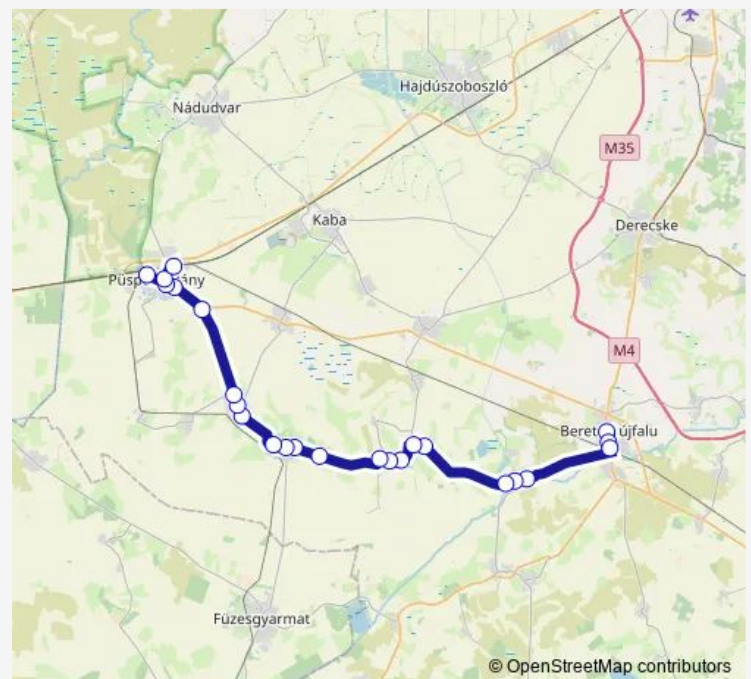 Hajdúszoboszló
Nádudvar
M35
Kaba
Derecske
M4
Füzesgyarmat
© OpenStreetMap contributors